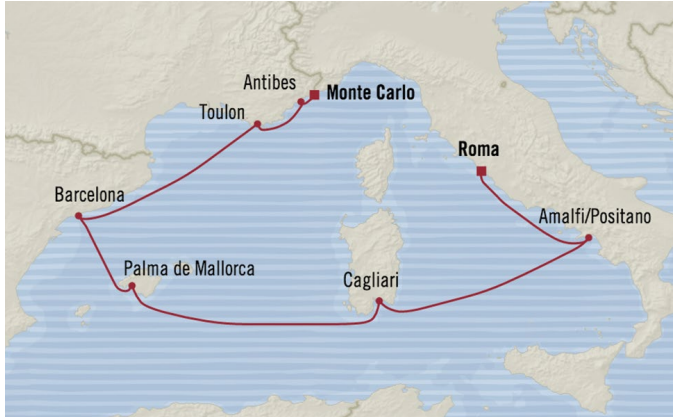 Antibes
Monte Carlo
Toulon
Roma
Barcelona
Amalfi/Positano
Palma de Mallorca
Cagliari